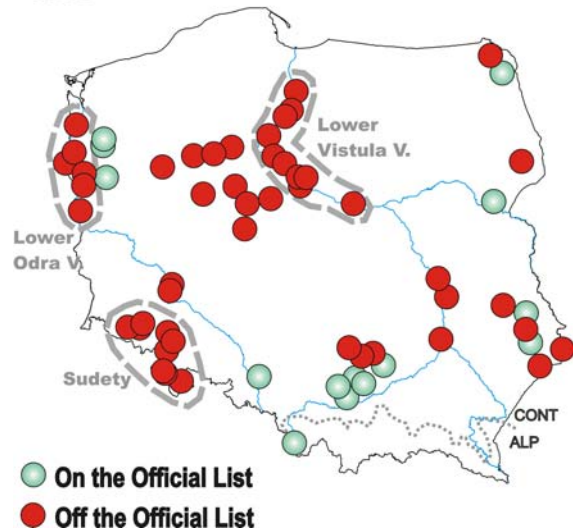 Lower
Vistula V.
Lower
Odra V.
Sudety
CONT
ALP
On the Official List
Off the Official List